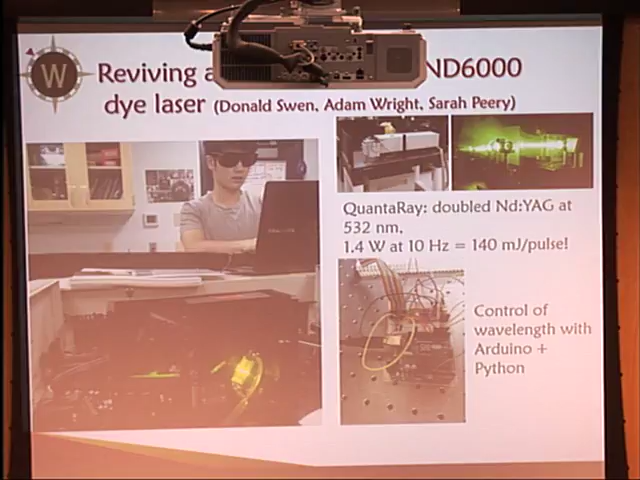 W
Reviving a ND6000
dye laser (Donald Swen, Adam Wright, Sarah Peery)
QuantaRay: doubled Nd:YAG at
532 nm,
1.4 W at 10 Hz = 140 mJ/pulse!
Control of
wavelength with
Arduino +
Python